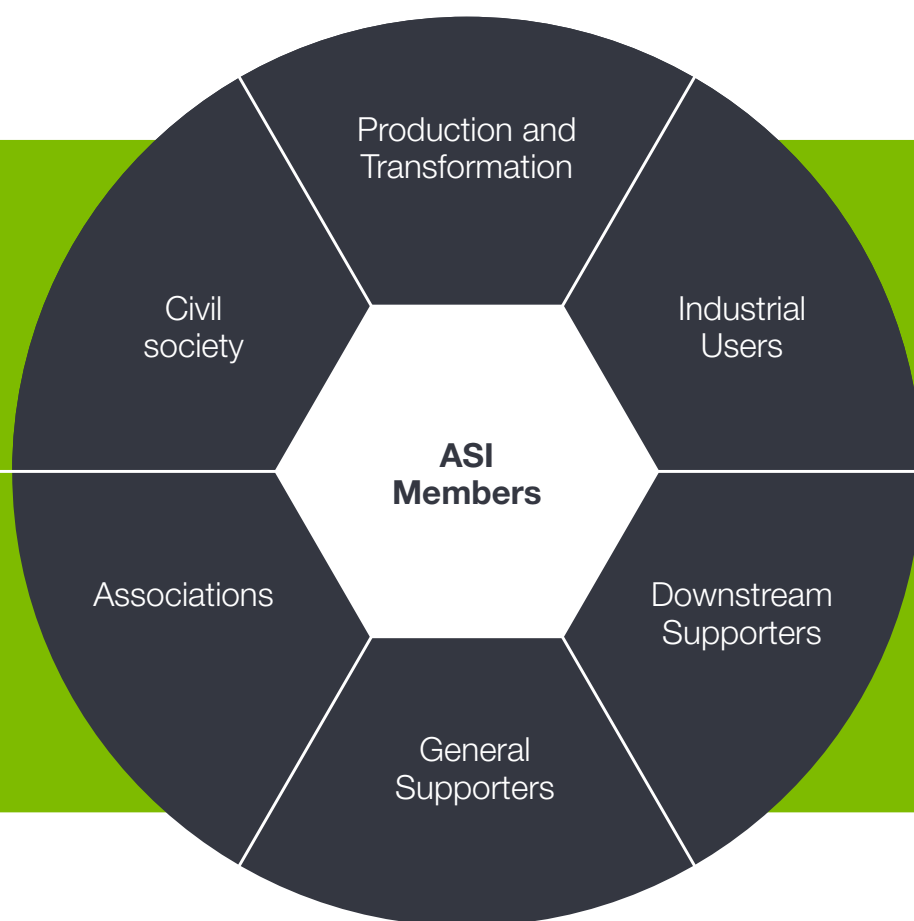 Production and
Transformation
Civil
society
Industrial
Users
ASI
Members
Associations
Downstream
Supporters
General
Supporters